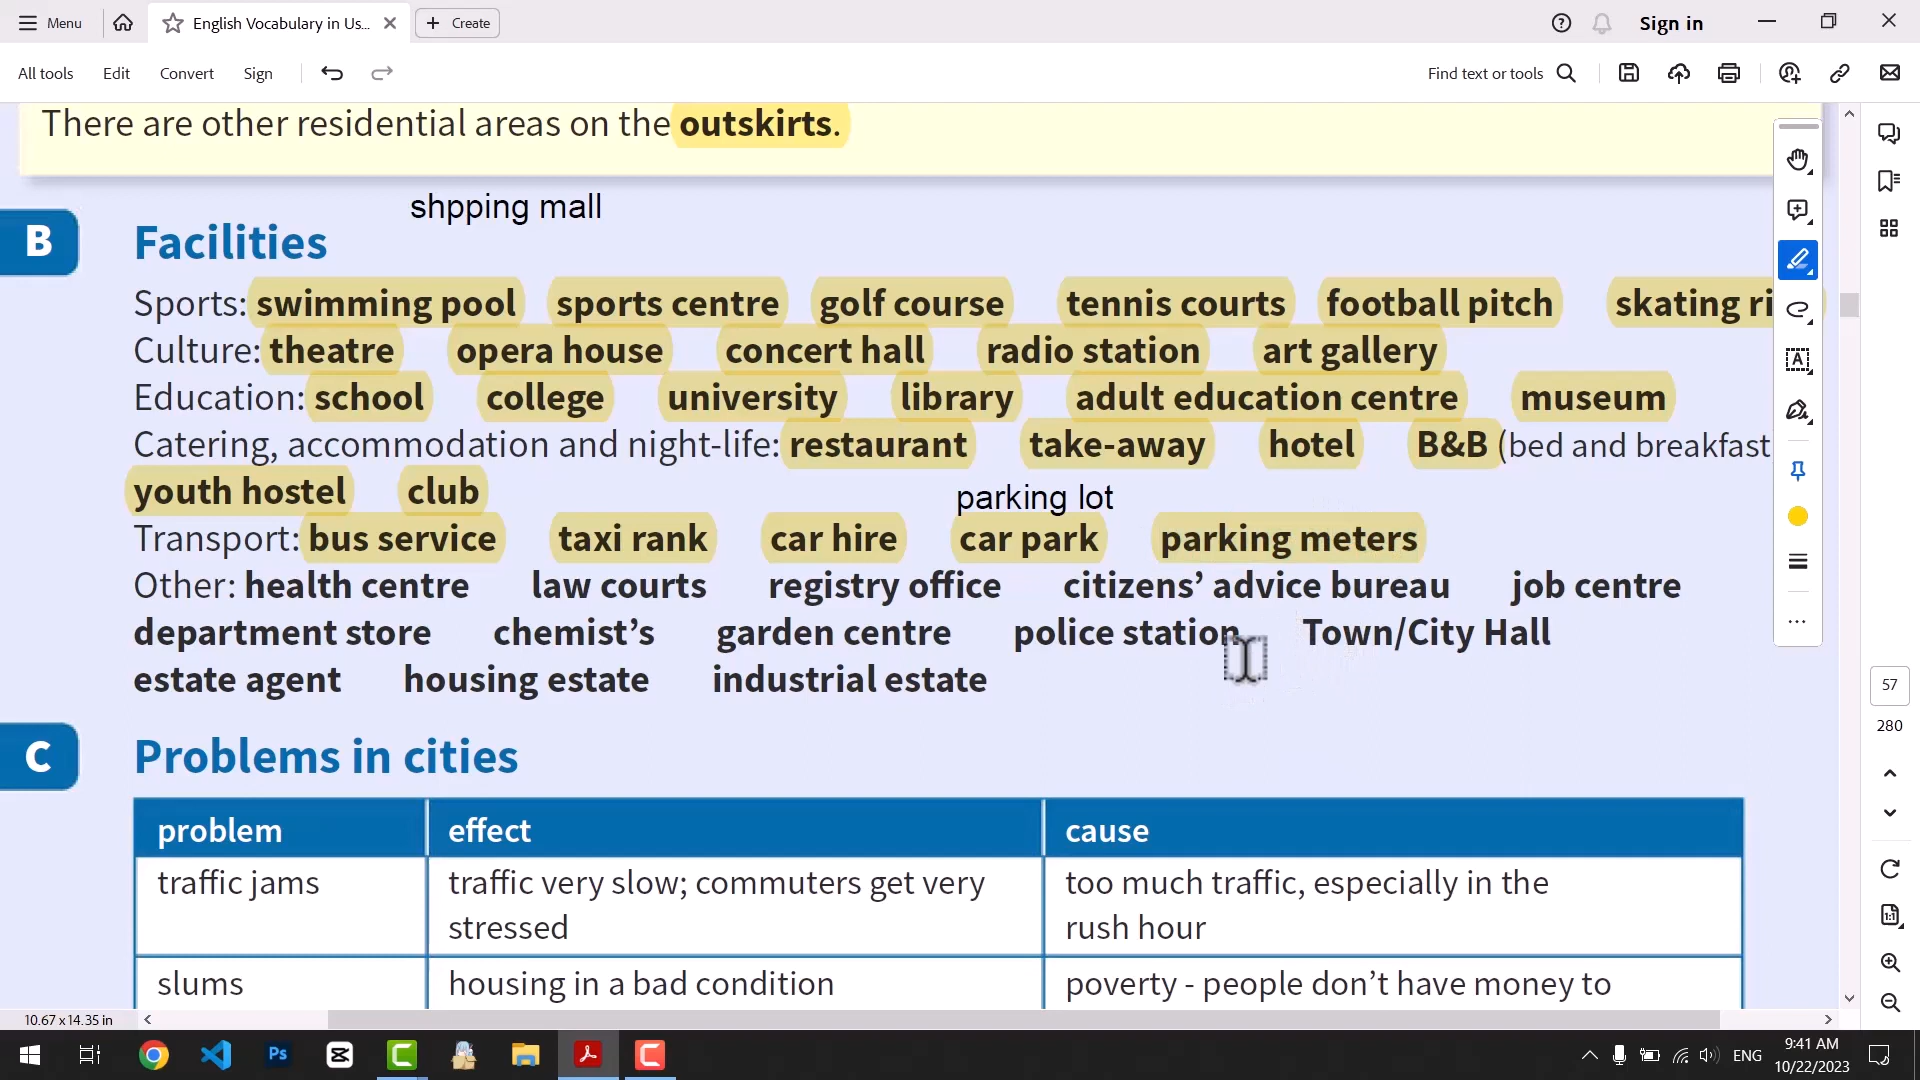 Menu
English Vocabulary in Us...
Create
Sign in
All tools Edit Convert Sign
Find text or tools
There are other residential areas on the outskirts.
shpping mall
B Facilities
Sports: swimming pool sports centre golf course tennis courts football pitch skating ri
Culture: theatre opera house concert hall radio station art gallery
Education: school college university library adult education centre museum
Catering, accommodation and night-life: restaurant take-away hotel B&B (bed and breakfast
youth hostel club
parking lot
Transport: bus service taxi rank car hire car park parking meters
Other: health centre law courts registry office citizens’ advice bureau job centre
department store chemist’s garden centre police station Town/City Hall
estate agent housing estate industrial estate
57
280
C Problems in cities
problem effect cause
traffic jams traffic very slow; commuters get very too much traffic, especially in the
stressed rush hour
slums housing in a bad condition poverty - people don’t have money to
10.67 x 14.35 in
Ps
ENG
9:41 AM
10/22/2023